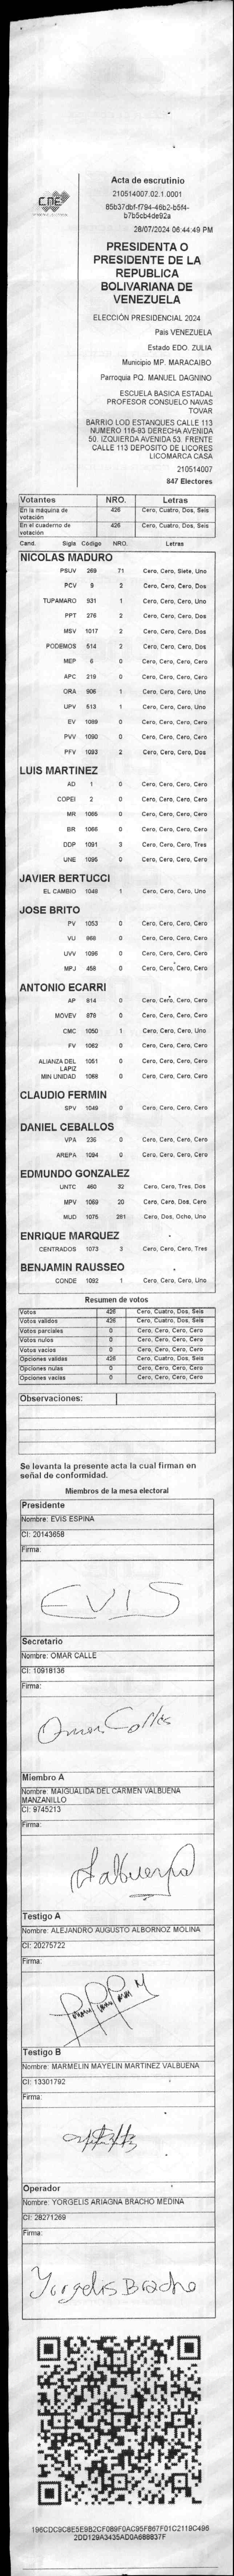 CNE
Acta de escrutinio
210514007.02.1.0001
85b37dbf-f794-46b2-b5f4-
b7b5cb4de92a
28/07/2024 06:44:49 PM
PRESIDENTA O
PRESIDENTE DE LA
REPUBLICA
BOLIVARIANA DE
VENEZUELA
ELECCIÓN PRESIDENCIAL 2024
Pais VENEZUELA
Estado EDO. ZULIA
Municipio MP. MARACAIBO
Parroquia PQ. MANUEL DAGNINO
ESCUELA BASICA ESTADAL
PROFESOR CONSUELO NAVAS
TOVAR
BARRIO LOD ESTANQUES CALLE 113
NUMERO 116-93 DERECHA AVENIDA
50. IZQUIERDA AVENIDA 53. FRENTE
CALLE 113 DEPOSITO DE LICORES
LICOMARCA CASA
210514007
847 Electores
Votantes NRO. Letras
En la máquina de votación 426 Cero, Cuatro, Dos, Seis
En el cuaderno de votación 426 Cero, Cuatro, Dos, Seis
Cand. Sigla Código NRO. Letras
NICOLAS MADURO
PSUV 269 71 Cero, Cero, Siete, Uno
PCV 9 2 Cero, Cero, Cero, Dos
TUPAMARO 931 1 Cero, Cero, Cero, Uno
PPT 276 2 Cero, Cero, Cero, Dos
MSV 1017 2 Cero, Cero, Cero, Dos
PODEMOS 514 2 Cero, Cero, Cero, Dos
MEP 6 0 Cero, Cero, Cero, Cero
APC 219 0 Cero, Cero, Cero, Cero
ORA 906 1 Cero, Cero, Cero, Uno
UPV 513 1 Cero, Cero, Cero, Uno
EV 1089 0 Cero, Cero, Cero, Cero
PVV 1090 0 Cero, Cero, Cero, Cero
PFV 1093 2 Cero, Cero, Cero, Dos
LUIS MARTINEZ
AD 1 0 Cero, Cero, Cero, Cero
COPEI 2 0 Cero, Cero, Cero, Cero
MR 1065 0 Cero, Cero, Cero, Cero
BR 1066 0 Cero, Cero, Cero, Cero
DDP 1091 3 Cero, Cero, Cero, Tres
UNE 1095 0 Cero, Cero, Cero, Cero
JAVIER BERTUCCI
EL CAMBIO 1048 1 Cero, Cero, Cero, Uno
JOSE BRITO
PV 1053 0 Cero, Cero, Cero, Cero
VU 868 0 Cero, Cero, Cero, Cero
UVV 1096 0 Cero, Cero, Cero, Cero
MPJ 458 0 Cero, Cero, Cero, Cero
ANTONIO ECARRI
AP 814 0 Cero, Cero, Cero, Cero
MOVEV 879 0 Cero, Cero, Cero, Cero
CMC 1050 1 Cero, Cero, Cero, Uno
FV 1062 0 Cero, Cero, Cero, Cero
ALIANZA DEL LAPIZ 1051 0 Cero, Cero, Cero, Cero
MIN UNIDAD 1068 0 Cero, Cero, Cero, Cero
CLAUDIO FERMIN
SPV 1049 0 Cero, Cero, Cero, Cero
DANIEL CEBALLOS
VPA 235 0 Cero, Cero, Cero, Cero
AREPA 1094 0 Cero, Cero, Cero, Cero
EDMUNDO GONZALEZ
UNTC 460 32 Cero, Cero, Tres, Dos
MPV 1069 20 Cero, Cero, Dos, Cero
MUD 1075 281 Cero, Dos, Ocho, Uno
ENRIQUE MARQUEZ
CENTRADOS 1073 3 Cero, Cero, Cero, Tres
BENJAMIN RAUSSEO
CONDE 1092 1 Cero, Cero, Cero, Uno
Resumen de votos
Votos 426 Cero, Cuatro, Dos, Seis
Votos validos 426 Cero, Cuatro, Dos, Seis
Votos parciales 0 Cero, Cero, Cero, Cero
Votos nulos 0 Cero, Cero, Cero, Cero
Votos vacios 0 Cero, Cero, Cero, Cero
Opciones validas 426 Cero, Cuatro, Dos, Seis
Opciones nulas 0 Cero, Cero, Cero, Cero
Opciones vacias 0 Cero, Cero, Cero, Cero
Observaciones:
Se levanta la presente acta la cual firman en
señal de conformidad.
Miembros de la mesa electoral
Presidente
Nombre: EVIS ESPINA
CI: 20143658
Firma:
EVIS
Secretario
Nombre: OMAR CALLE
CI: 10918136
Firma:
Omar Calles
Miembro A
Nombre: MAIGUALIDA DEL CARMEN VALBUENA
MANZANILLO
CI: 9745213
Firma:
Testigo A
Nombre: ALEJANDRO AUGUSTO ALBORNOZ MOLINA
CI: 20275722
Firma:
Testigo B
Nombre: MARMELIN MAYELIN MARTINEZ VALBUENA
CI: 13301792
Firma:
Operador
Nombre: YORGELIS ARIAGNA BRACHO MEDINA
CI: 28271269
Firma:
Yorgelis Bracho
196CDC9C8E5E9B2CF089F0AC95FB67F01C2119C496
2DD129A3435AD0A688837F